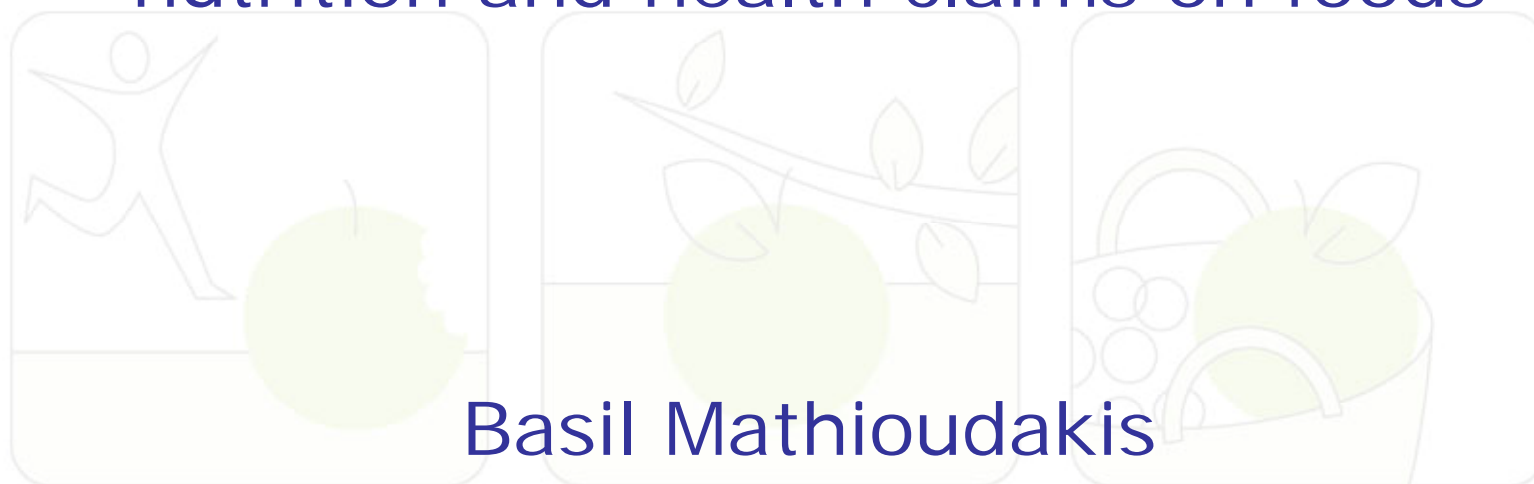 nutrition and health claims on foods
Basil Mathioudakis